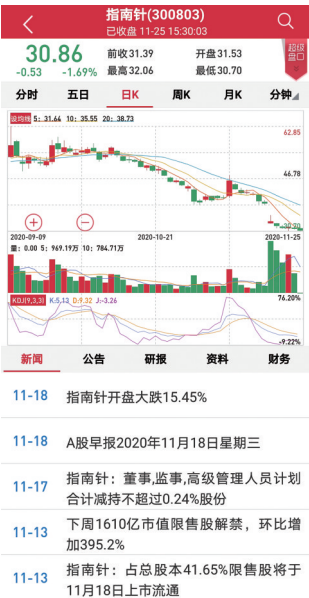 指南针(300803)
已收盘 11-25 15:30:03
30.86
-0.53 -1.69%
前收31.39 开盘31.53
最高32.06 最低30.70
超级
盘口
分时 五日 日K 周K 月K 分钟
设均线 5: 31.66 10: 35.55 20: 38.73
62.85
46.78
2020-09-09 2020-10-21 2020-11-25
量: 0.00 5: 969.19万 10: 784.71万
KDJ(9,3,3) K:5.13 D:9.32 J:-3.26
76.20%
-9.22%
新闻 公告 研报 资料 财务
11-18 指南针开盘大跌15.45%
11-18 A股早报2020年11月18日星期三
11-17 指南针：董事,监事,高级管理人员计划
合计减持不超过0.24%股份
11-13 下周1610亿市值限售股解禁，环比增
加395.2%
11-13 指南针：占总股本41.65%限售股将于
11月18日上市流通